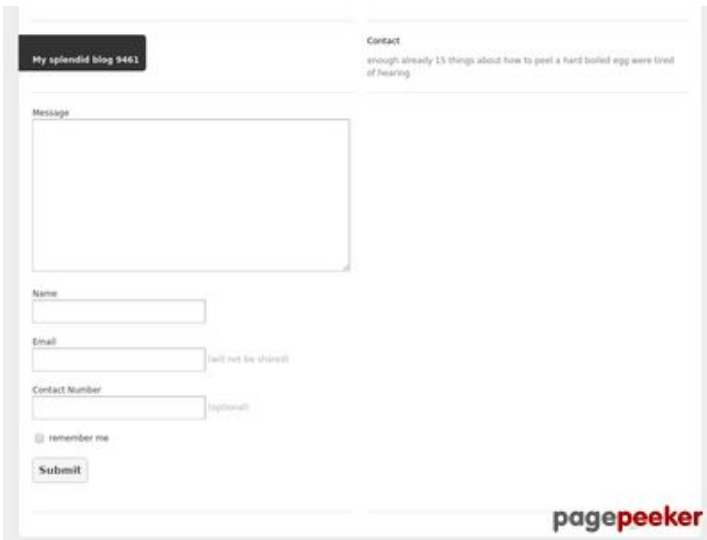 My splendid blog 9461
Contact
enough already 15 things about how to peel a hard boiled egg were tired
of hearing
Message
Name
Email
(will not be shared)
Contact Number
(optional)
remember me
Submit
pagepeeker